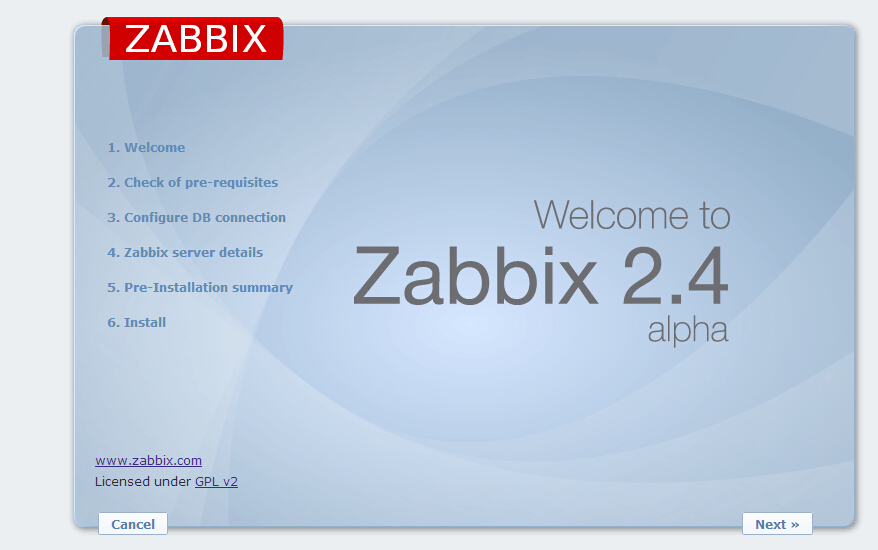 ZABBIX
1. Welcome
2. Check of pre-requisites
3. Configure DB connection
4. Zabbix server details
5. Pre-Installation summary
6. Install
Welcome to
Zabbix 2.4
alpha
www.zabbix.com
Licensed under GPL v2
Cancel
Next »